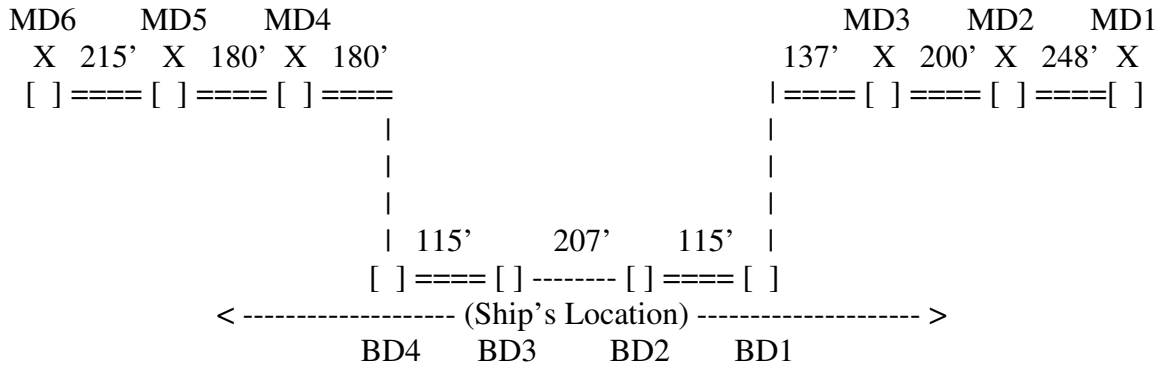 MD6 MD5 MD4 MD3 MD2 MD1
X 215’ X 180’ X 180’ 137’ X 200’ X 248’ X
[ ] ==== [ ] ==== [ ] ==== | ==== [ ] ==== [ ] ====[ ]
| |
| |
| |
| 115’ 207’ 115’ |
[ ] ==== [ ] -------- [ ] ==== [ ]
< -------------------- (Ship’s Location) --------------------- >
BD4 BD3 BD2 BD1